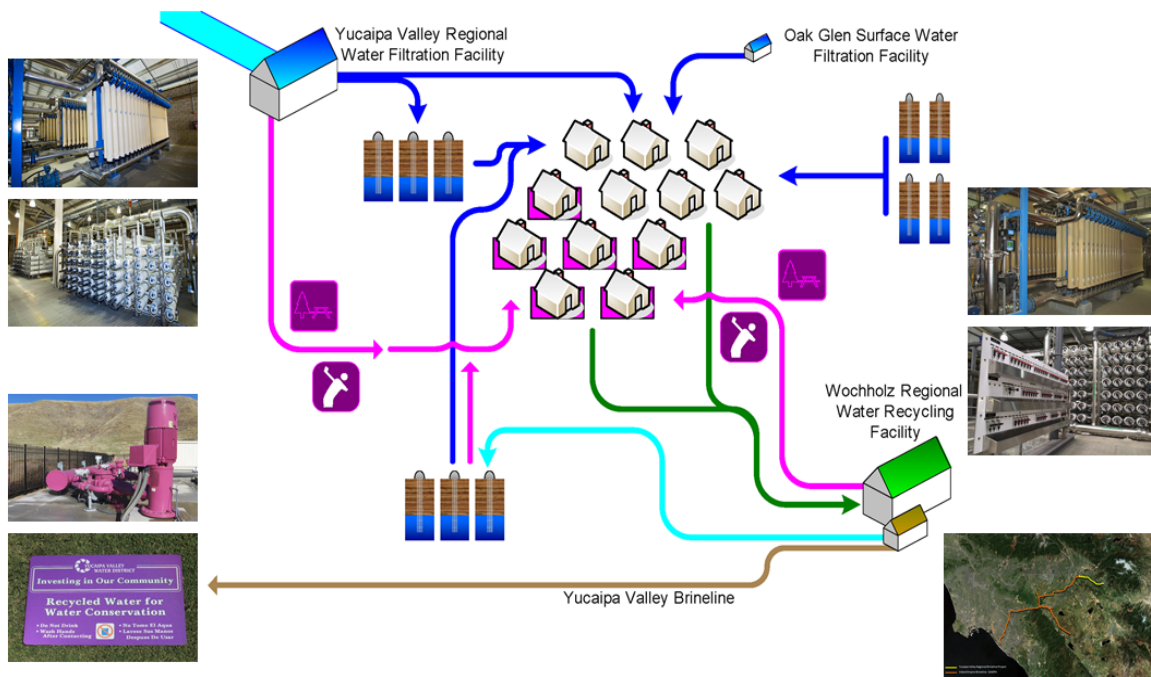 Yucaipa Valley Regional
Water Filtration Facility
Oak Glen Surface Water
Filtration Facility
Wochholz Regional
Water Recycling
Facility
YUCAIPA VALLEY
WATER DISTRICT
Investing in Our Community
Recycled Water for
Water Conservation
• Do Not Drink
• Wash Hands
After Contacting
• No Tome El Agua
• Lavese Sus Manos
Despues De Usar
Yucaipa Valley Brineline